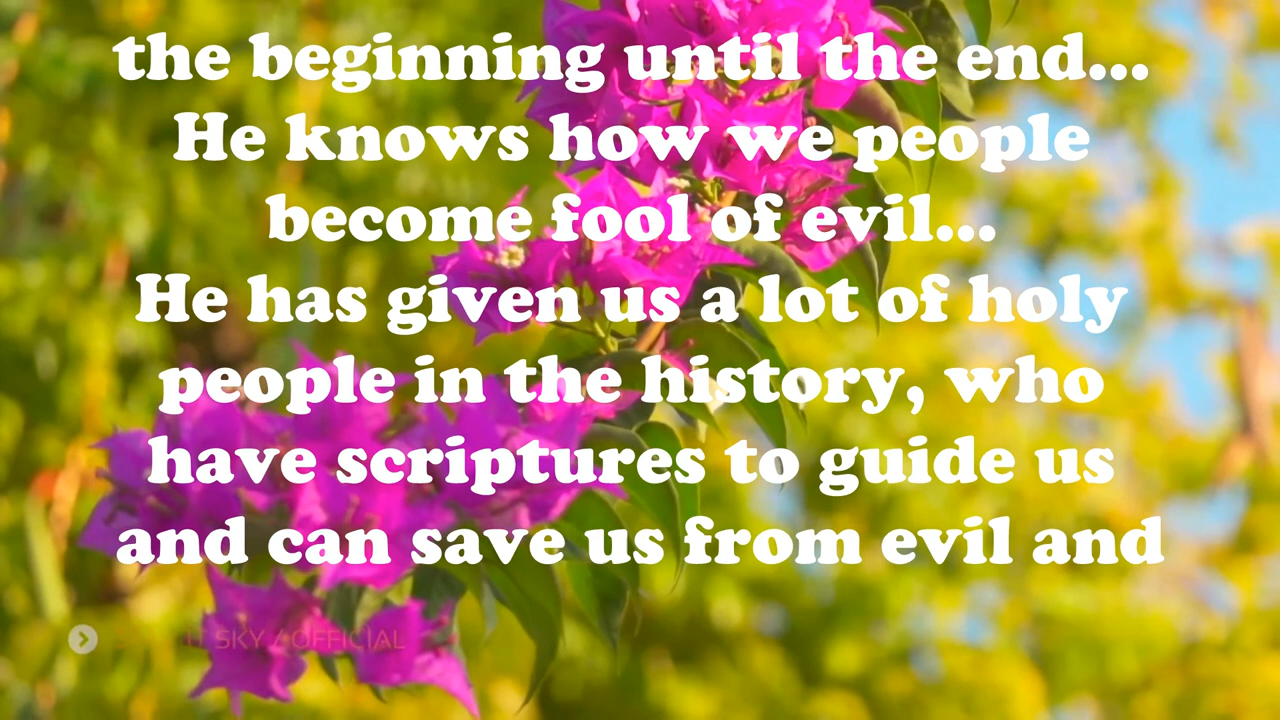 the beginning until the end...
He knows how we people
become fool of evil...
He has given us a lot of holy
people in the history, who
have scriptures to guide us
and can save us from evil and
SKY / OFFICIAL